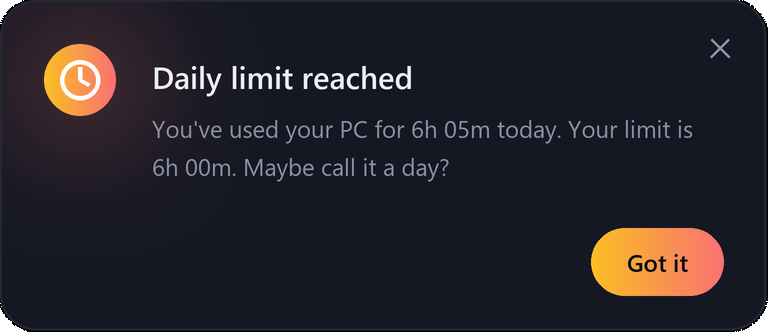 Daily limit reached
You've used your PC for 6h 05m today. Your limit is
6h 00m. Maybe call it a day?
Got it